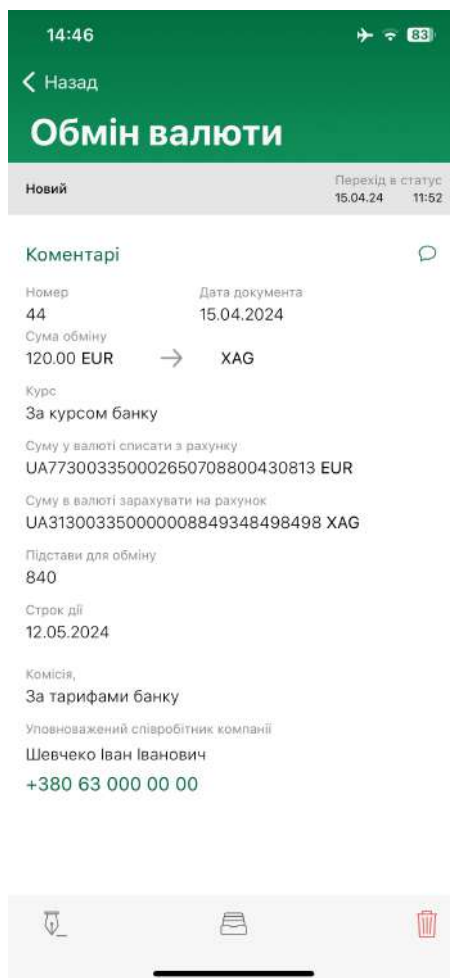 14:46
83
Назад
Обмін валюти
Новий
Перехід в статус
15.04.24 11:52
Коментарі
Номер Дата документа
44 15.04.2024
Сума обміну
120.00 EUR → XAG
Курс
За курсом банку
Суму у валюті списати з рахунку
UA773003350002650708800430813 EUR
Суму в валюті зарахувати на рахунок
UA313003350000008849348498498 XAG
Підстави для обміну
840
Строк дії
12.05.2024
Комісія,
За тарифами банку
Уповноважений співробітник компанії
Шевчеко Іван Іванович
+380 63 000 00 00